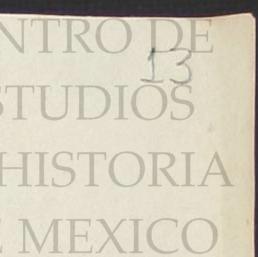 NTRO DE
13
STUDIOS
HISTORIA
E MEXICO